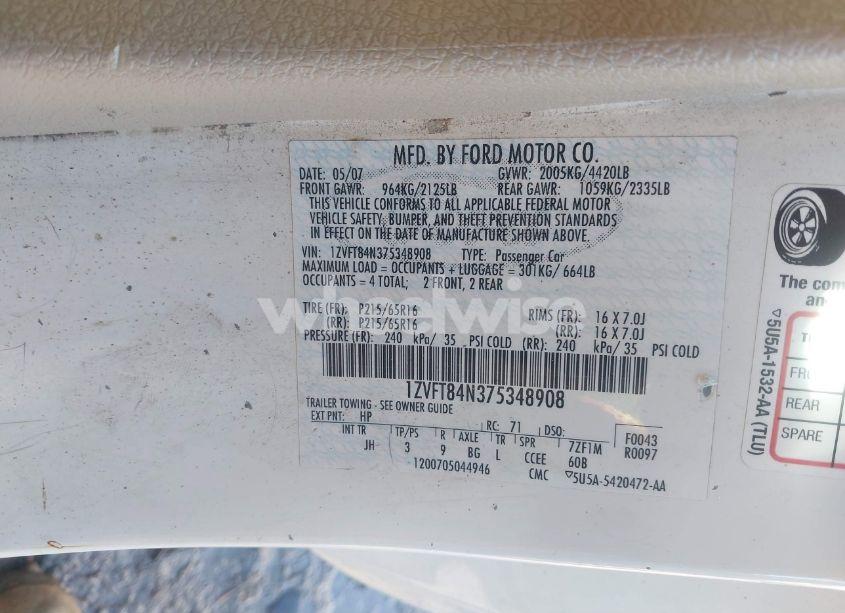 MFD. BY FORD MOTOR CO.
DATE: 05/07 GVWR: 2005KG/4420LB
FRONT GAWR: 964KG/2125LB REAR GAWR: 1059KG/2335LB
THIS VEHICLE CONFORMS TO ALL APPLICABLE FEDERAL MOTOR
VEHICLE SAFETY, BUMPER, AND THEFT PREVENTION STANDARDS
IN EFFECT ON THE DATE OF MANUFACTURE SHOWN ABOVE.
VIN: 1ZVFT84N375348908 TYPE: Passenger Car
MAXIMUM LOAD = OCCUPANTS + LUGGAGE = 301KG/ 664LB
OCCUPANTS = 4 TOTAL; 2 FRONT, 2 REAR
TIRE (FR): P215/65R16 RIMS (FR): 16 X 7.0J
(RR): P215/65R16 (RR): 16 X 7.0J
PRESSURE (FR): 240 kPa/ 35 PSI COLD (RR): 240 kPa/ 35 PSI COLD
1ZVFT84N375348908
TRAILER TOWING - SEE OWNER GUIDE
EXT PNT: HP RC: 71 DSO:
INT TR TP/PS R AXLE TR SPR 7ZF1M F0043
JH 3 9 BG L CCEE 60B R0097
1200705044946 CMC ▽5U5A-5420472-AA
wheelwise
The com
an
▽5U5A-1532-AA (TLU)
T
FR
REAR
SPARE